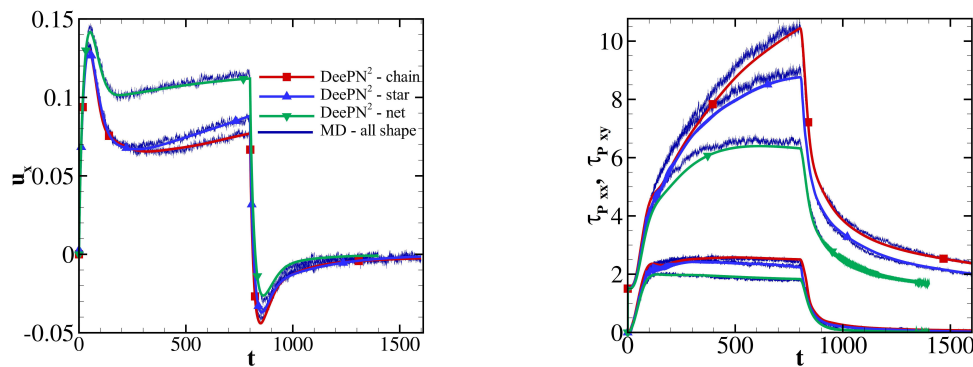 0.15
0.1
0.05
0
-0.05
u_x
0
500
1000
1500
t
DeePN² - chain
DeePN² - star
DeePN² - net
MD - all shape
10
8
6
4
2
0
τ_P xx, τ_P xy
0
500
1000
1500
t